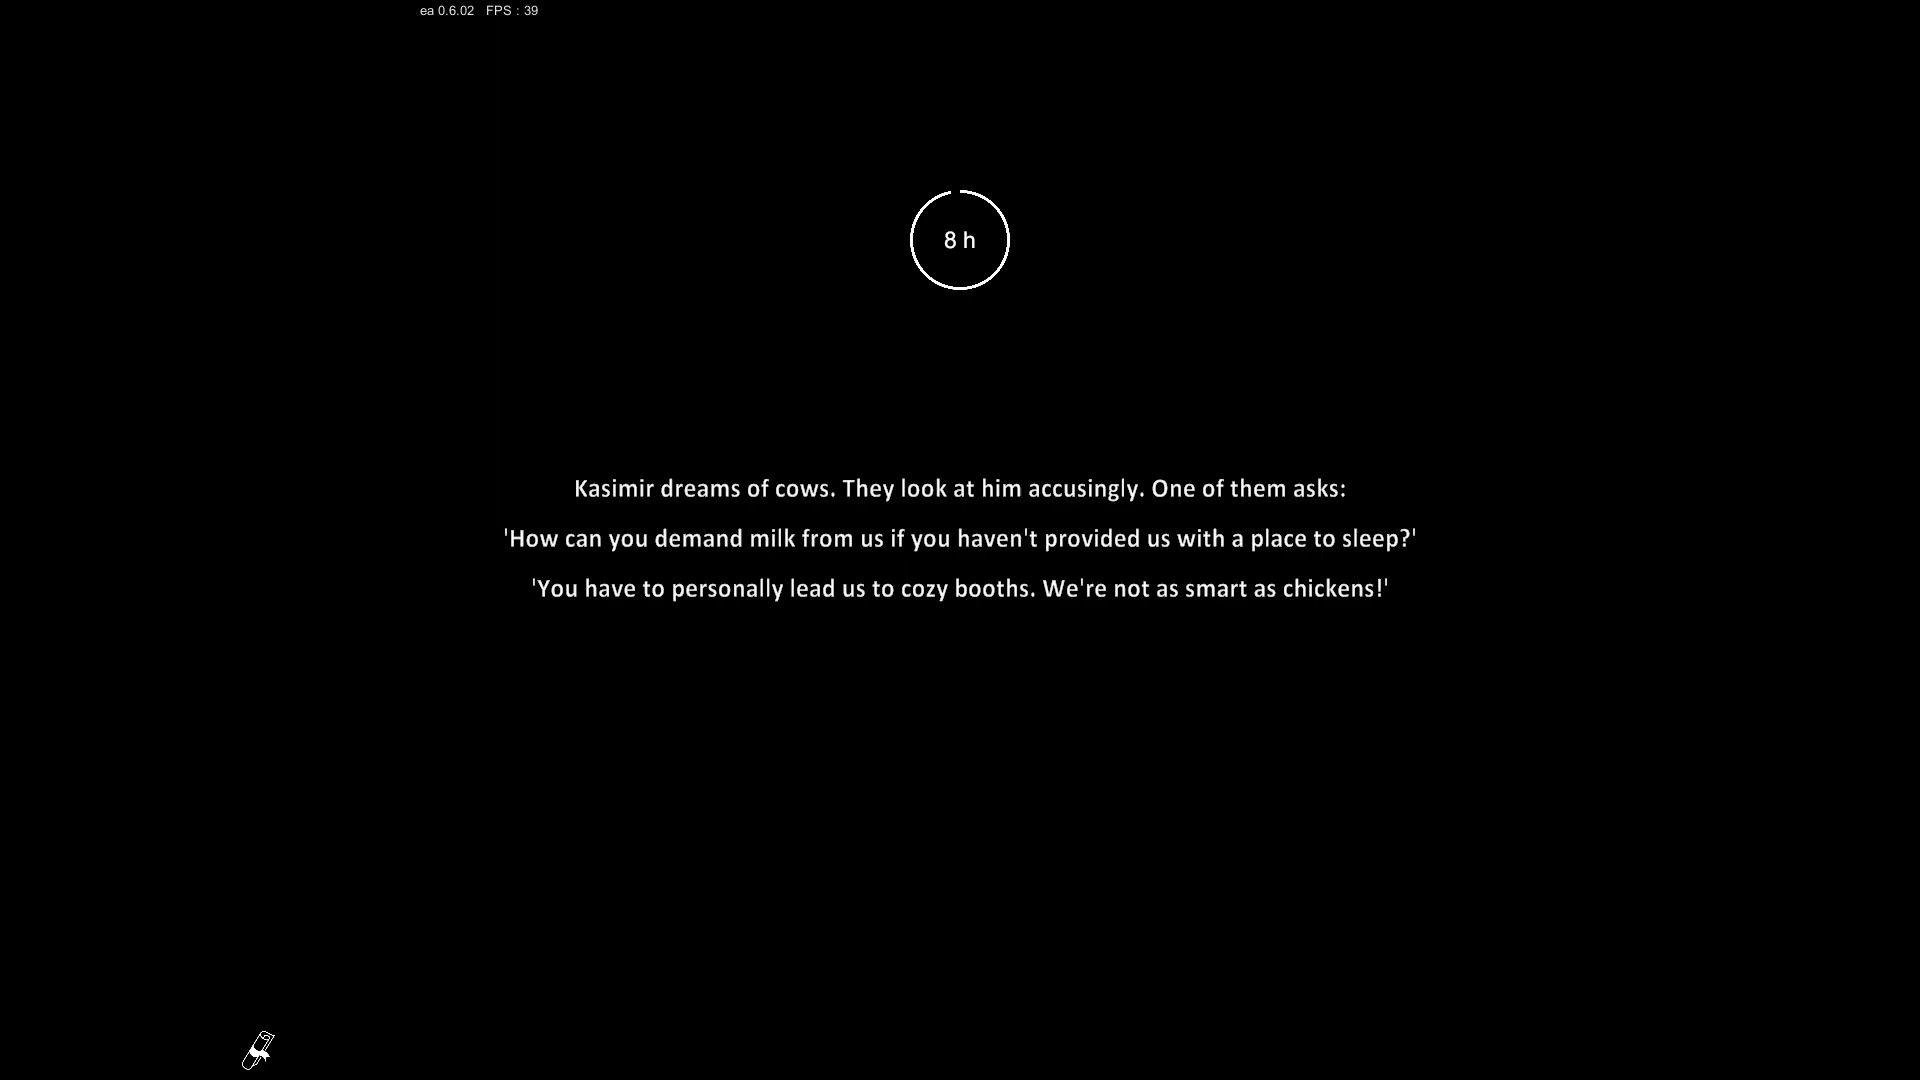 ea 0.6.02 FPS : 39
8 h
Kasimir dreams of cows. They look at him accusingly. One of them asks:
'How can you demand milk from us if you haven't provided us with a place to sleep?'
'You have to personally lead us to cozy booths. We're not as smart as chickens!'